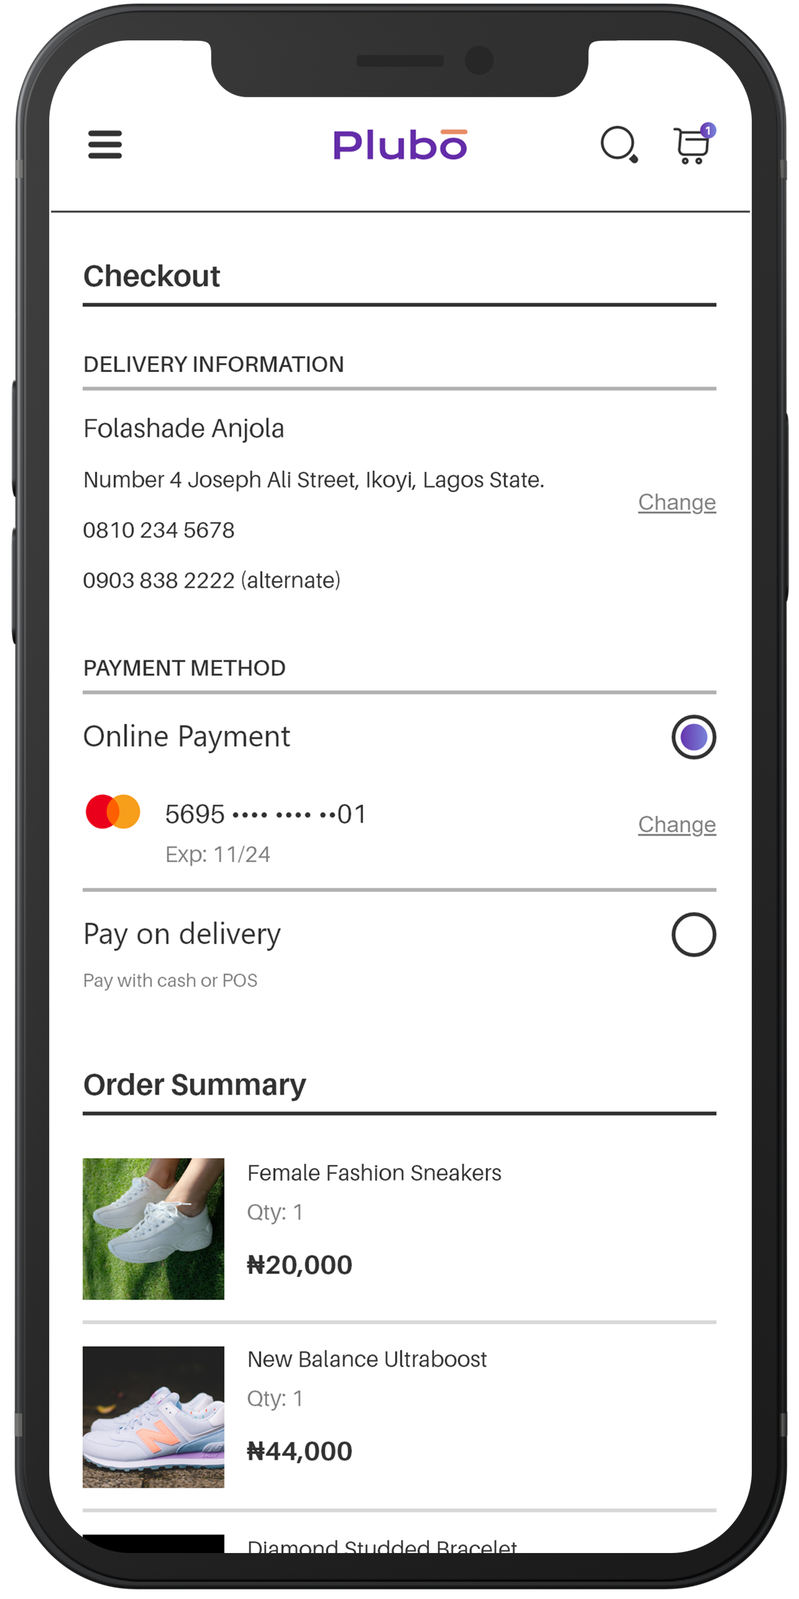 Plubō
1
Checkout
DELIVERY INFORMATION
Folashade Anjola
Number 4 Joseph Ali Street, Ikoyi, Lagos State.
Change
0810 234 5678
0903 838 2222 (alternate)
PAYMENT METHOD
Online Payment
5695 •••• •••• ••01
Change
Exp: 11/24
Pay on delivery
Pay with cash or POS
Order Summary
Female Fashion Sneakers
Qty: 1
₦20,000
New Balance Ultraboost
Qty: 1
₦44,000
Diamond Studded Bracelet